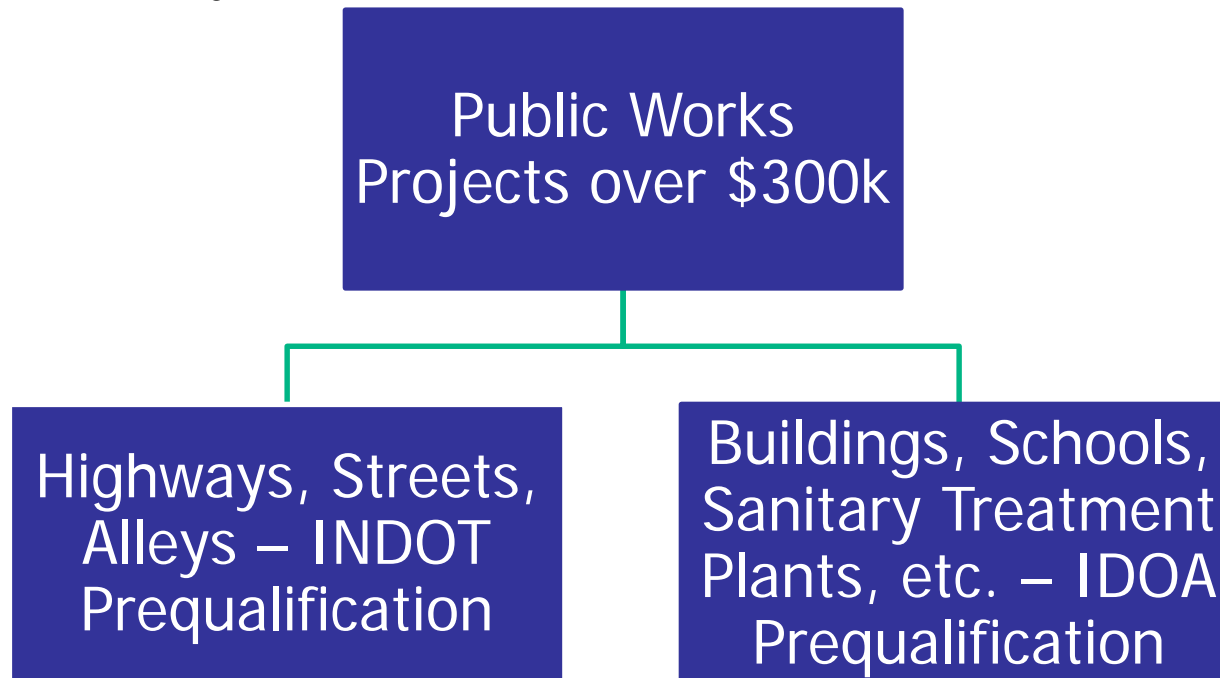 Public Works
Projects over $300k
Highways, Streets,
Alleys – INDOT
Prequalification
Buildings, Schools,
Sanitary Treatment
Plants, etc. – IDOA
Prequalification